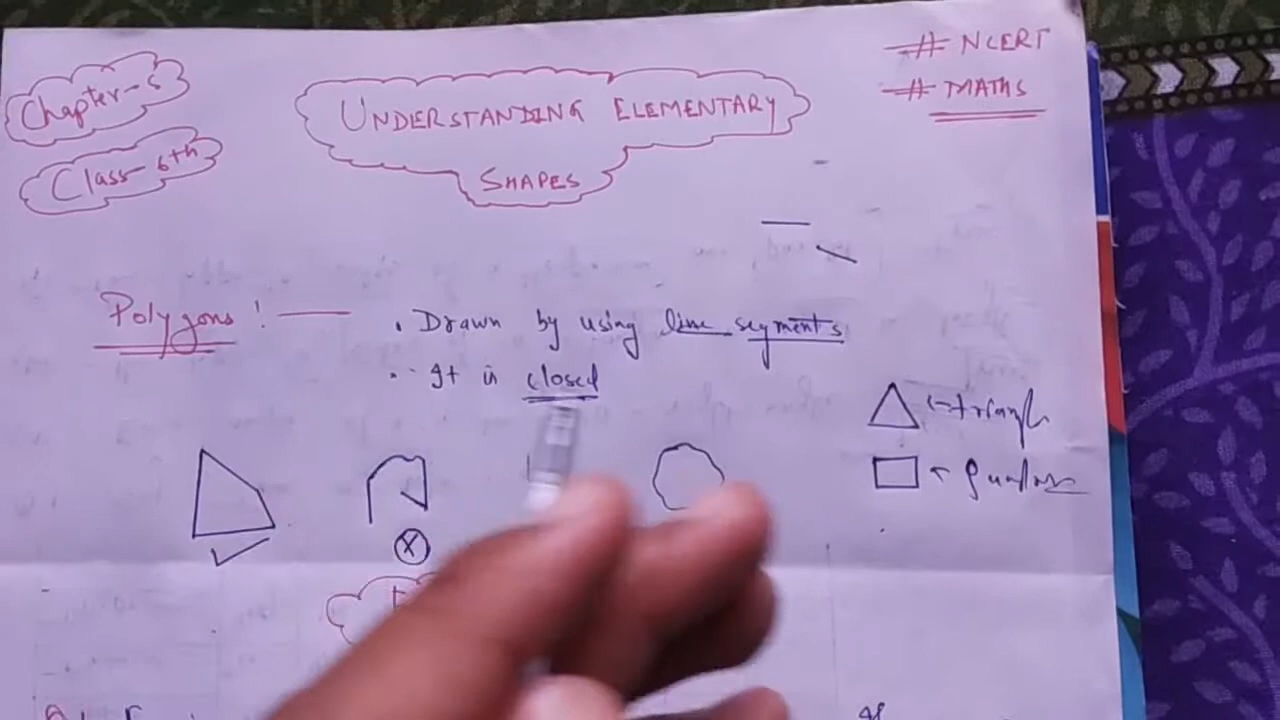 Chapter-5
Class-6th
UNDERSTANDING ELEMENTARY
SHAPES
# NCERT
# MATHS
Polygons :— . Drawn by using line segments
.. It is closed